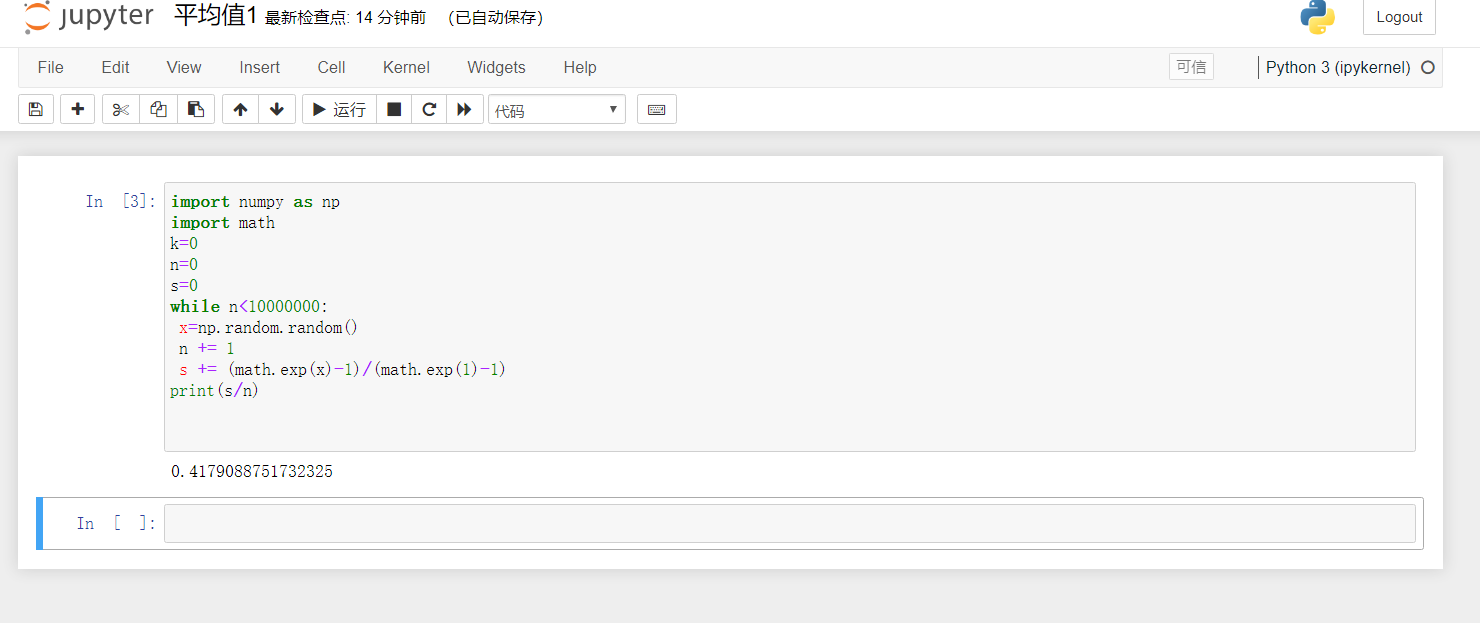 jupyter 平均值1 最新检查点: 14 分钟前 (已自动保存) Logout
File Edit View Insert Cell Kernel Widgets Help 可信 Python 3 (ipykernel)
运行 代码
In [3]: import numpy as np
import math
k=0
n=0
s=0
while n<10000000:
 x=np.random.random()
 n += 1
 s += (math.exp(x)-1)/(math.exp(1)-1)
print(s/n)
0.4179088751732325
In [ ]: